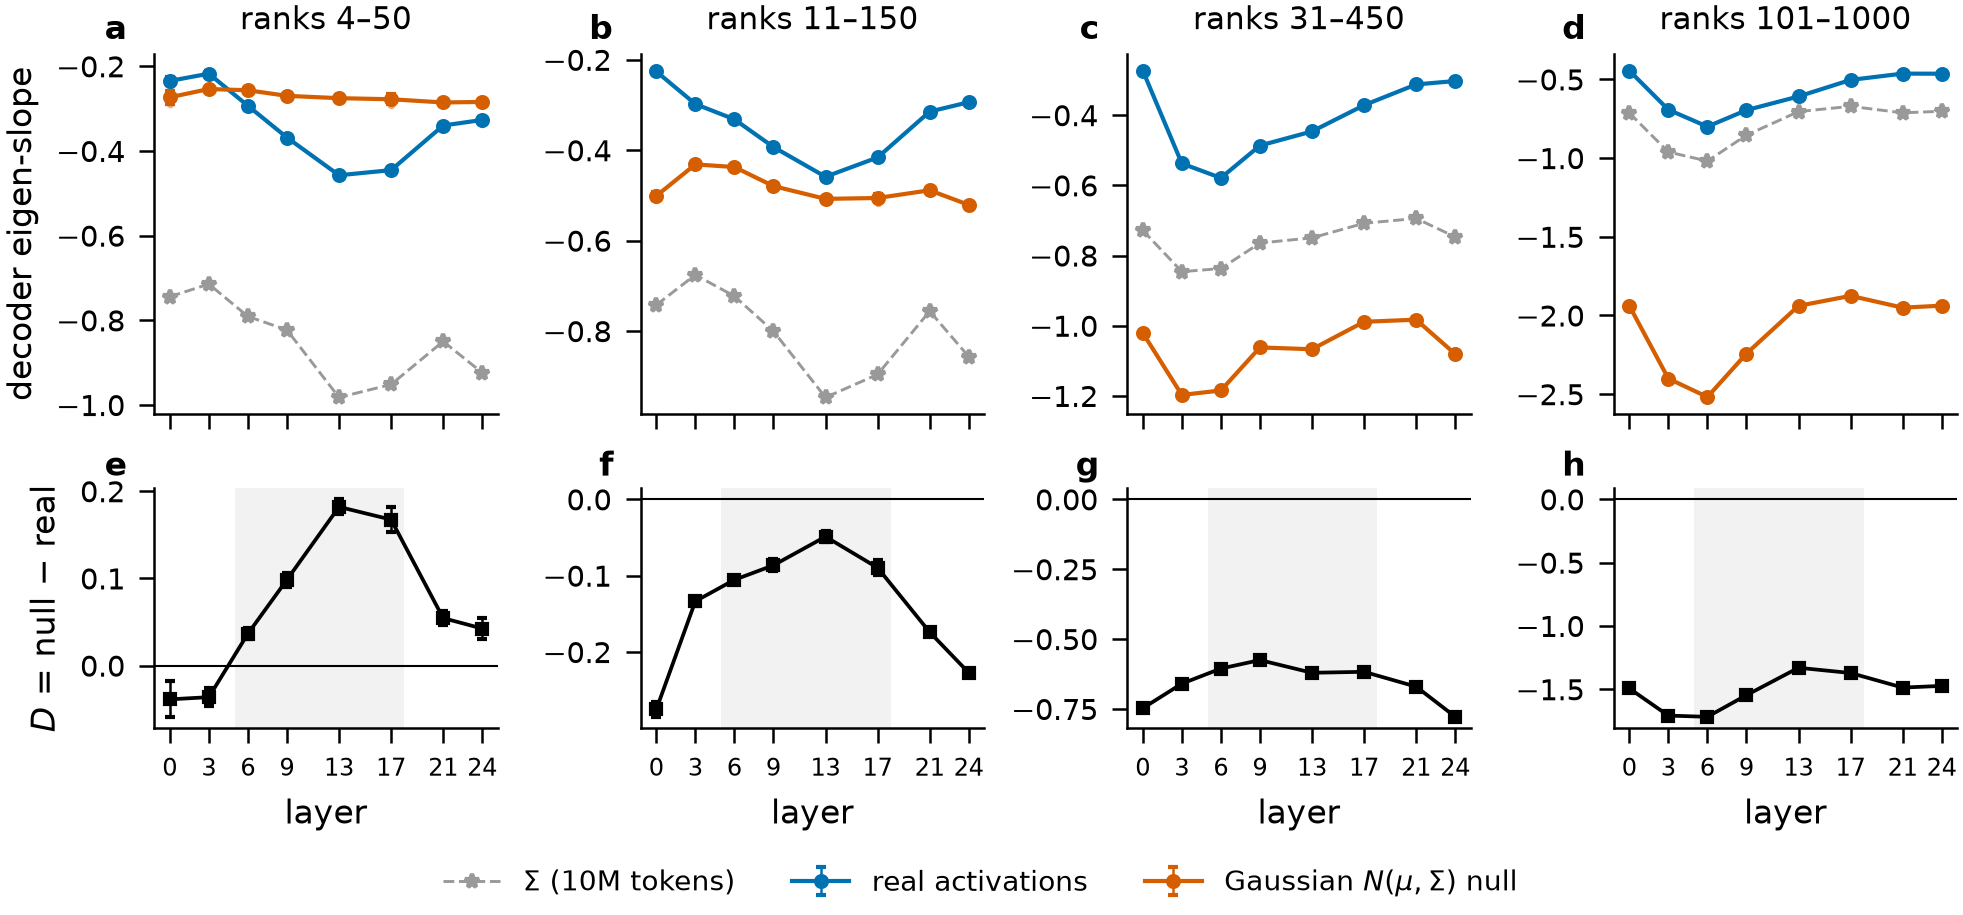 a ranks 4–50
b ranks 11–150
c ranks 31–450
d ranks 101–1000
decoder eigen-slope
−0.2
−0.4
−0.6
−0.8
−1.0
−0.2
−0.4
−0.6
−0.8
−0.4
−0.6
−0.8
−1.0
−1.2
−0.5
−1.0
−1.5
−2.0
−2.5
e
f
g
h
D = null − real
0.2
0.1
0.0
0.0
−0.1
−0.2
0.00
−0.25
−0.50
−0.75
0.0
−0.5
−1.0
−1.5
0 3 6 9 13 17 21 24
0 3 6 9 13 17 21 24
0 3 6 9 13 17 21 24
0 3 6 9 13 17 21 24
layer
layer
layer
layer
Σ (10M tokens)
real activations
Gaussian N(μ, Σ) null